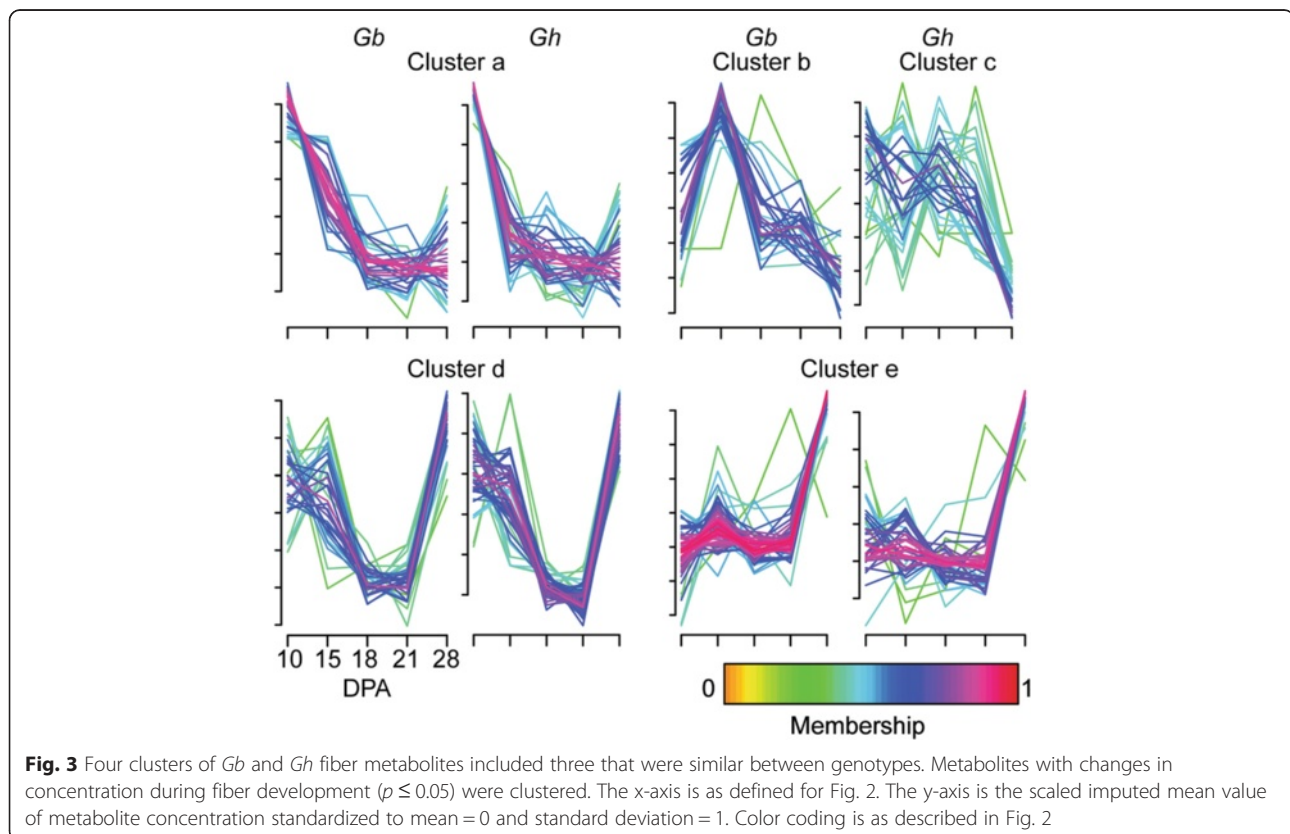 Gb Gh Gb Gh
Cluster a Cluster b Cluster c
Cluster d Cluster e
10 15 18 21 28
DPA
0 1
Membership
Fig. 3 Four clusters of Gb and Gh fiber metabolites included three that were similar between genotypes. Metabolites with changes in
concentration during fiber development (p ≤ 0.05) were clustered. The x-axis is as defined for Fig. 2. The y-axis is the scaled imputed mean value
of metabolite concentration standardized to mean = 0 and standard deviation = 1. Color coding is as described in Fig. 2